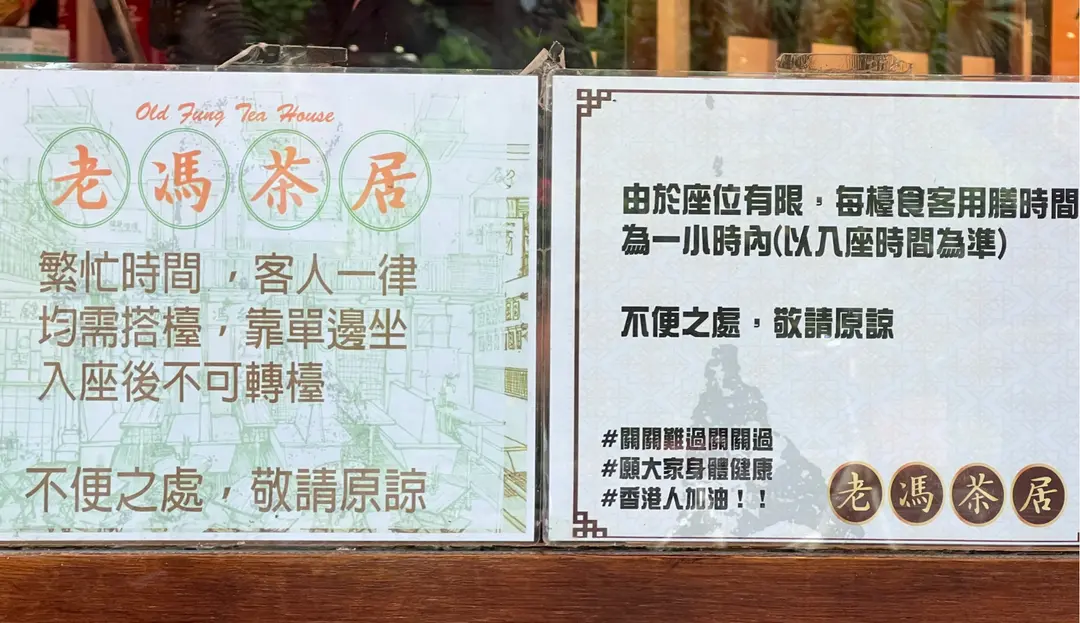 Old Fung Tea House
老馮茶居
繁忙時間，客人一律
均需搭檯，靠單邊坐
入座後不可轉檯
不便之處，敬請原諒
由於座位有限，每檯食客用膳時間
為一小時內(以入座時間為準)
不便之處，敬請原諒
#關關難過關關過
#願大家身體健康
#香港人加油！！
老馮茶居